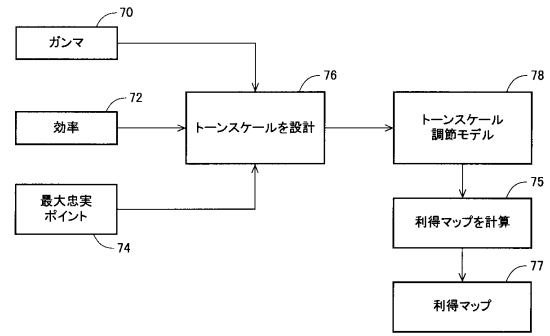 70
ガンマ
72
効率
最大忠実
ポイント
74
76
トーンスケールを設計
78
トーンスケール
調節モデル
75
利得マップを計算
77
利得マップ